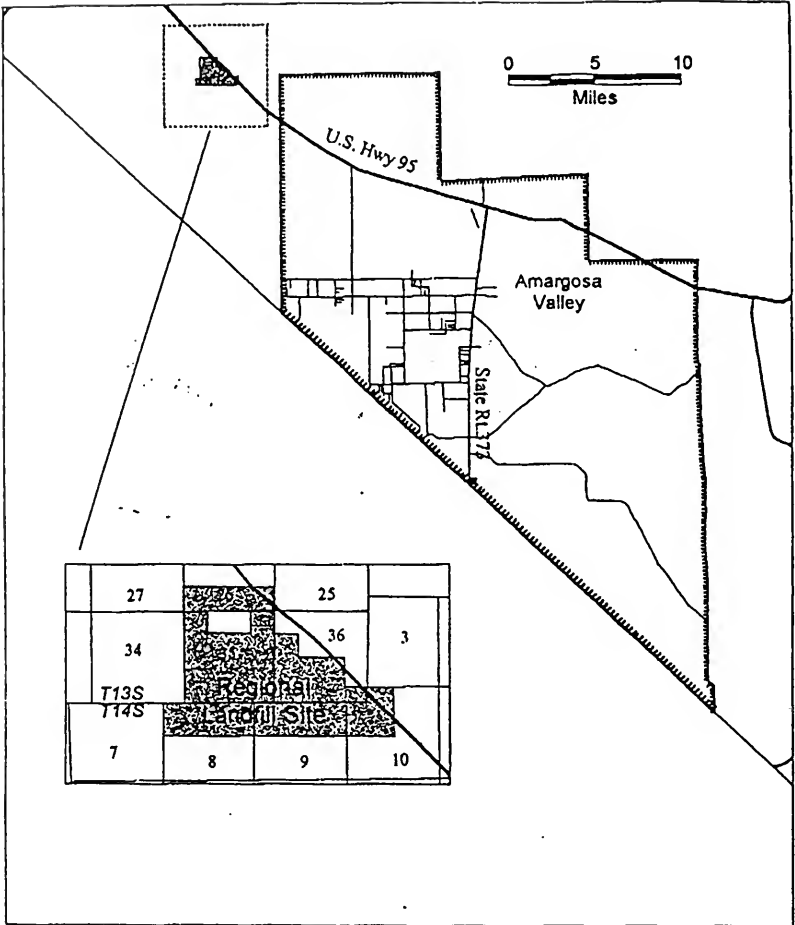 0 5 10
Miles
U.S. Hwy 95
Amargosa
Valley
State Rt.373
27
25
34
36
3
T13S
T14S
Regional
Landfill Site
7
8
9
10